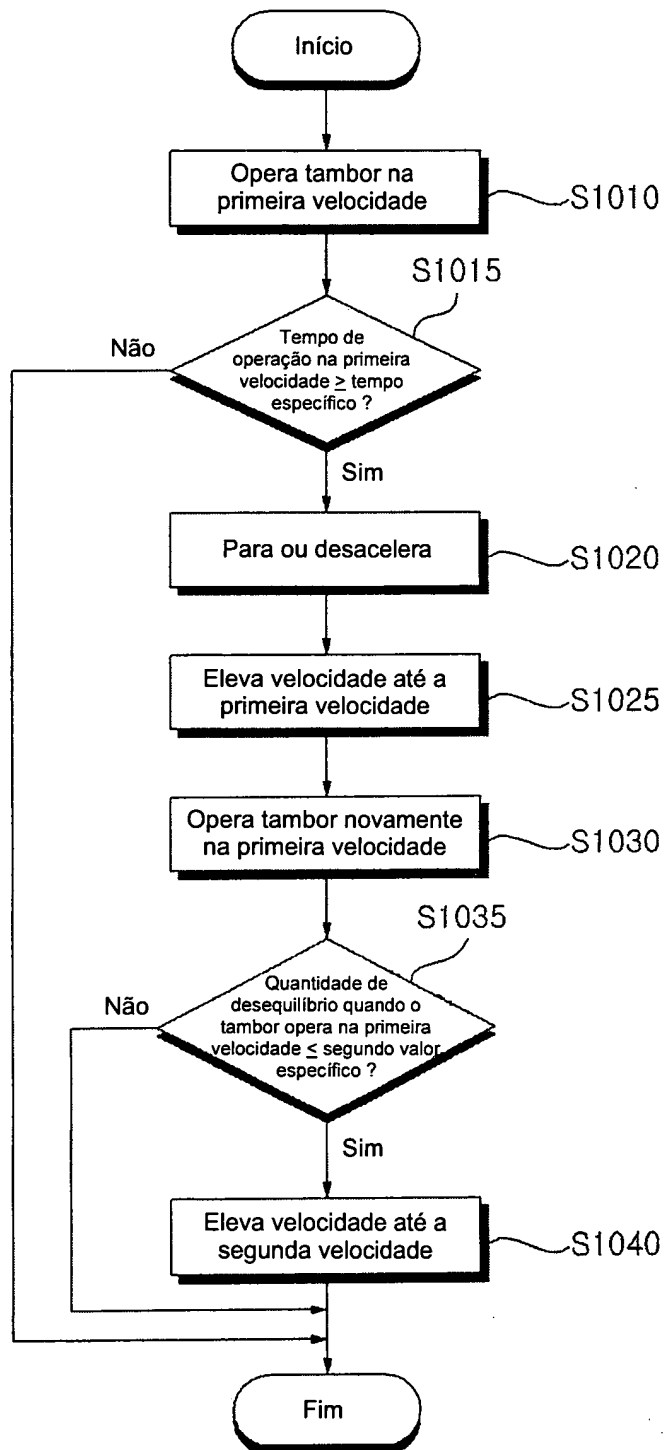 Início
Opera tambor na
primeira velocidade
S1010
S1015
Tempo de
operação na primeira
velocidade ≥ tempo
específico ?
Não
Sim
Para ou desacelera
S1020
Eleva velocidade até a
primeira velocidade
S1025
Opera tambor novamente
na primeira velocidade
S1030
S1035
Quantidade de
desequilíbrio quando o
tambor opera na primeira
velocidade ≤ segundo valor
específico ?
Não
Sim
Eleva velocidade até a
segunda velocidade
S1040
Fim